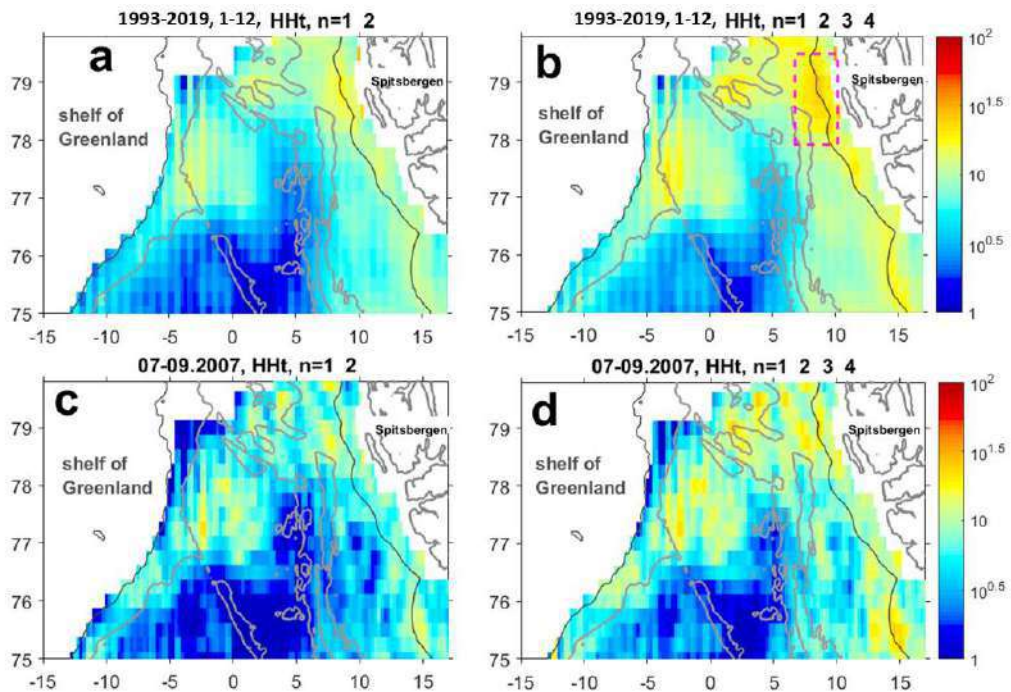 1993-2019, 1-12, HHt, n=1 2
1993-2019, 1-12, HHt, n=1 2 3 4
a
b
79
78
77
76
75
shelf of
Greenland
-15 -10 -5 0 5 10 15
79
78
77
76
75
shelf of
Greenland
Spitsbergen
Spitsbergen
-15 -10 -5 0 5 10 15
10^2
10^1.5
10
10^0.5
1
07-09.2007, HHt, n=1 2
07-09.2007, HHt, n=1 2 3 4
c
d
79
78
77
76
75
shelf of
Greenland
Spitsbergen
-15 -10 -5 0 5 10 15
79
78
77
76
75
shelf of
Greenland
Spitsbergen
-15 -10 -5 0 5 10 15
10^2
10^1.5
10
10^0.5
1